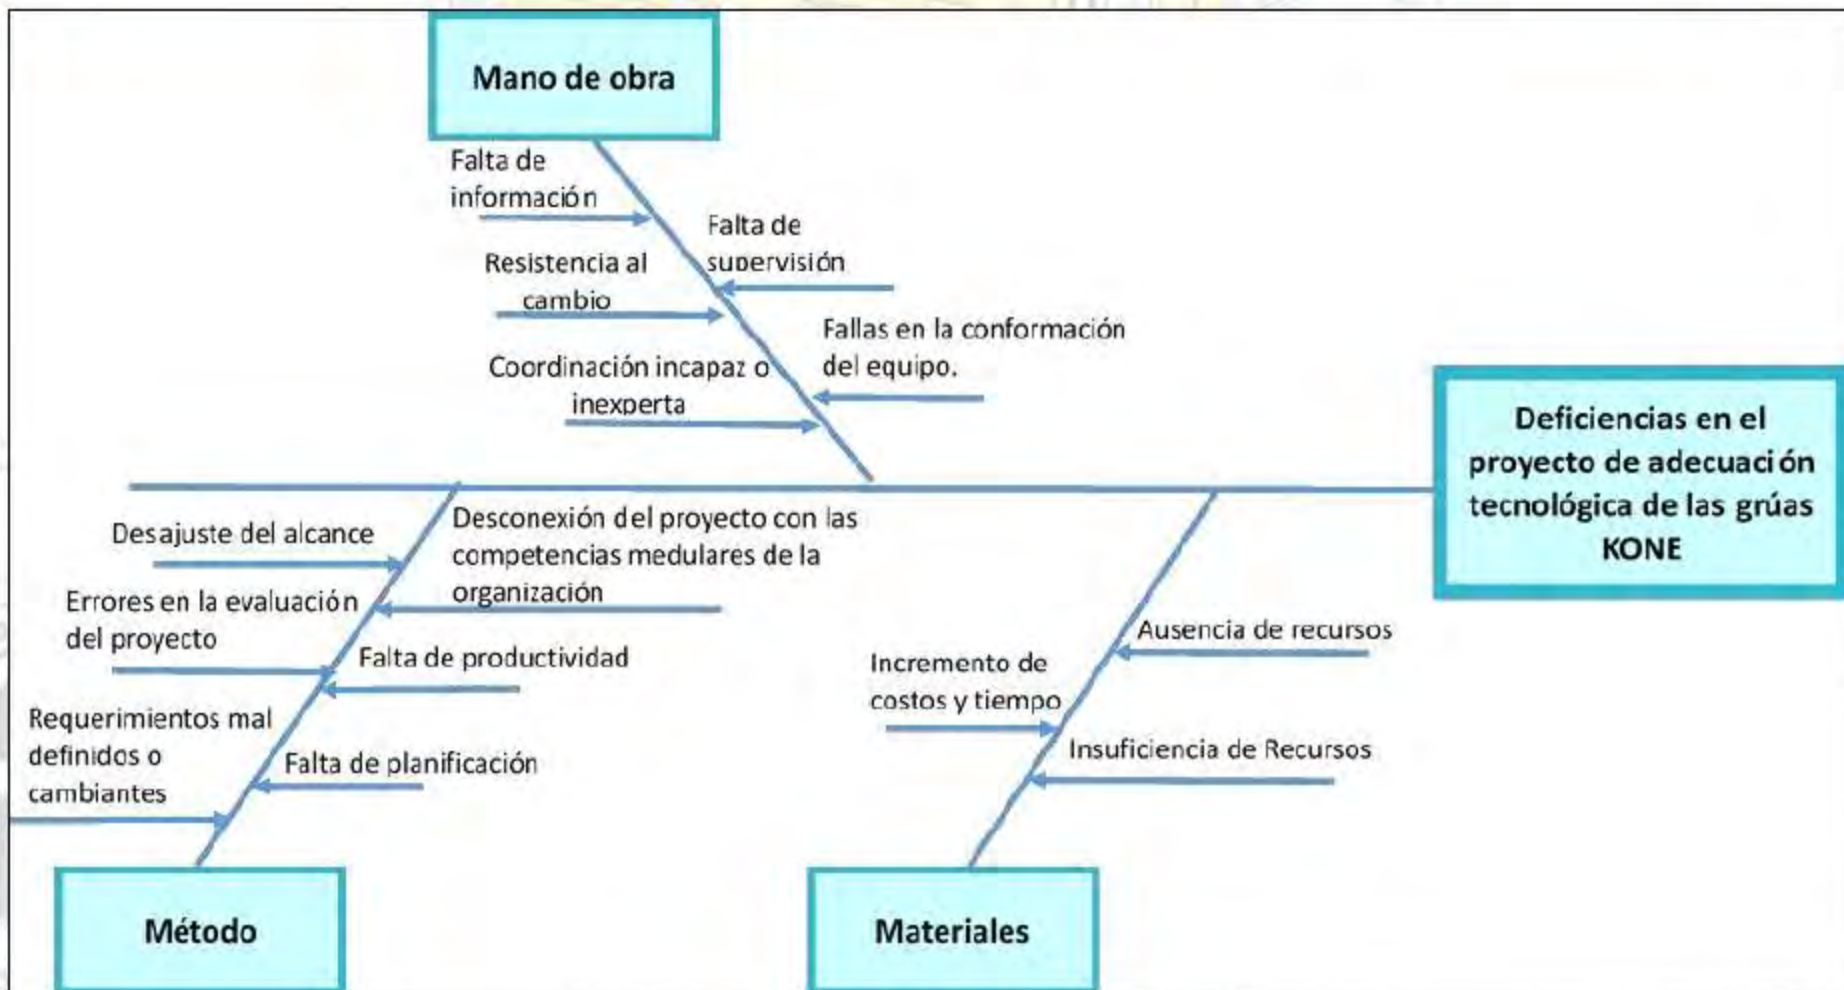 Mano de obra
Falta de
información
Falta de
supervisión
Resistencia al
cambio
Fallas en la conformación
del equipo.
Coordinación incapaz o
inexperta
Deficiencias en el
proyecto de adecuación
tecnológica de las grúas
KONE
Desajuste del alcance
Desconexión del proyecto con las
competencias medulares de la
organización
Errores en la evaluación
del proyecto
Falta de productividad
Requerimientos mal
definidos o
cambiantes
Falta de planificación
Ausencia de recursos
Incremento de
costos y tiempo
Insuficiencia de Recursos
Método
Materiales